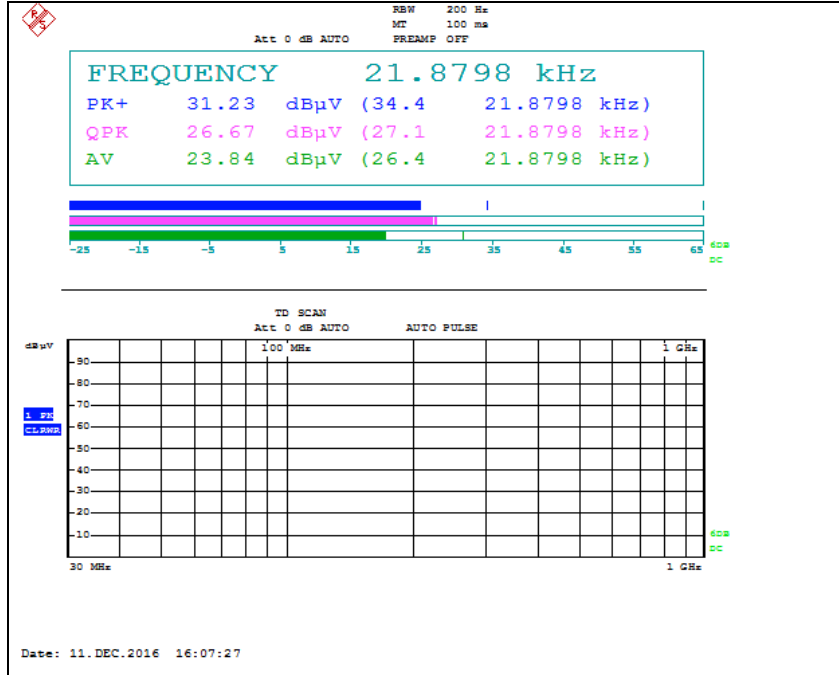 RBW 200 Hz
MT 100 ms
Att 0 dB AUTO PREAMP OFF
FREQUENCY 21.8798 kHz
PK+ 31.23 dBµV (34.4 21.8798 kHz)
QPK 26.67 dBµV (27.1 21.8798 kHz)
AV 23.84 dBµV (26.4 21.8798 kHz)
-25 -15 -5 5 15 25 35 45 55 65
6DB
DC
TD SCAN
Att 0 dB AUTO AUTO PULSE
dBµV
100 MHz 1 GHz
90
80
70
1 PK
CLRWR
60
50
40
30
20
10
6DB
DC
30 MHz 1 GHz
Date: 11.DEC.2016 16:07:27